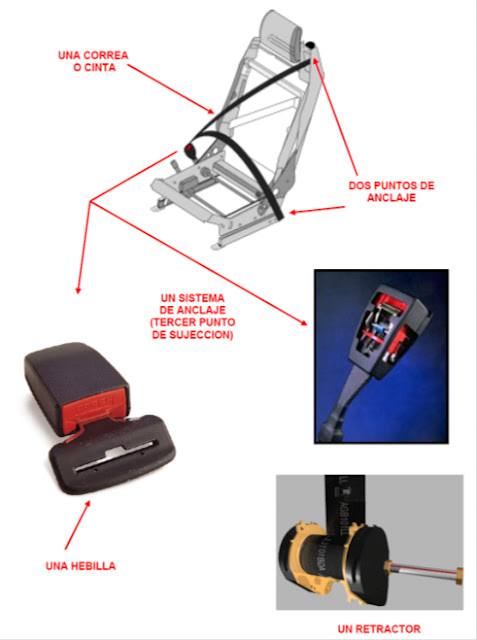 UNA CORREA
O CINTA
DOS PUNTOS DE
ANCLAJE
UN SISTEMA
DE ANCLAJE
(TERCER PUNTO
DE SUJECCION)
UNA HEBILLA
UN RETRACTOR